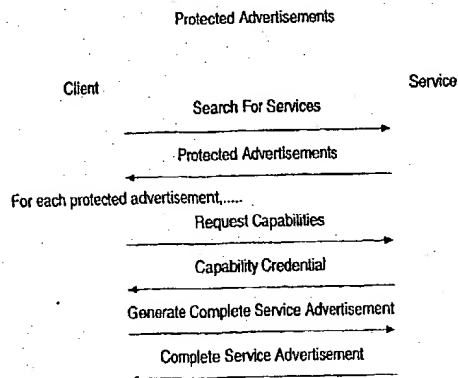 Protected Advertisements
Client
Service
Search For Services
Protected Advertisements
For each protected advertisement,.....
Request Capabilities
Capability Credential
Generate Complete Service Advertisement
Complete Service Advertisement